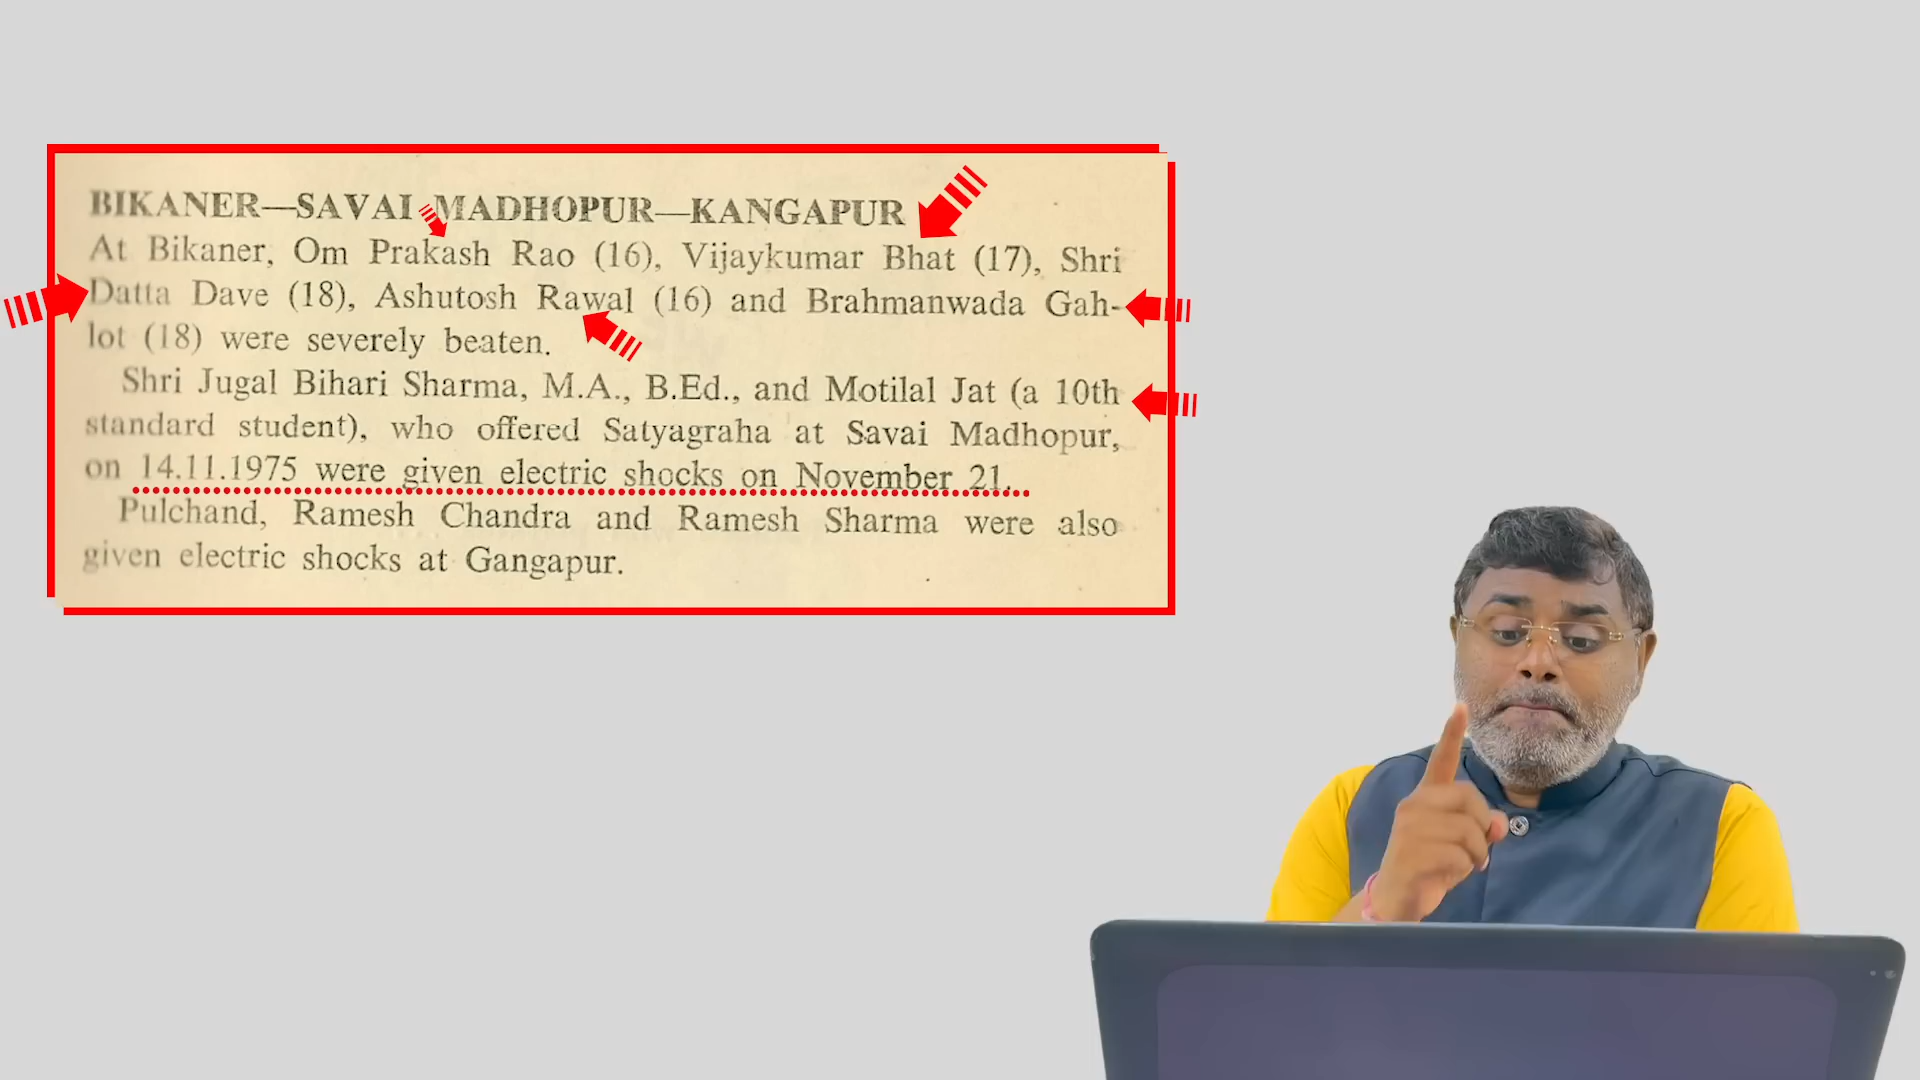 BIKANER—SAVAI MADHOPUR—KANGAPUR
At Bikaner, Om Prakash Rao (16), Vijaykumar Bhat (17), Shri
Datta Dave (18), Ashutosh Rawal (16) and Brahmanwada Gah-
lot (18) were severely beaten.
Shri Jugal Bihari Sharma, M.A., B.Ed., and Motilal Jat (a 10th
standard student), who offered Satyagraha at Savai Madhopur,
on 14.11.1975 were given electric shocks on November 21.
Pulchand, Ramesh Chandra and Ramesh Sharma were also
given electric shocks at Gangapur.